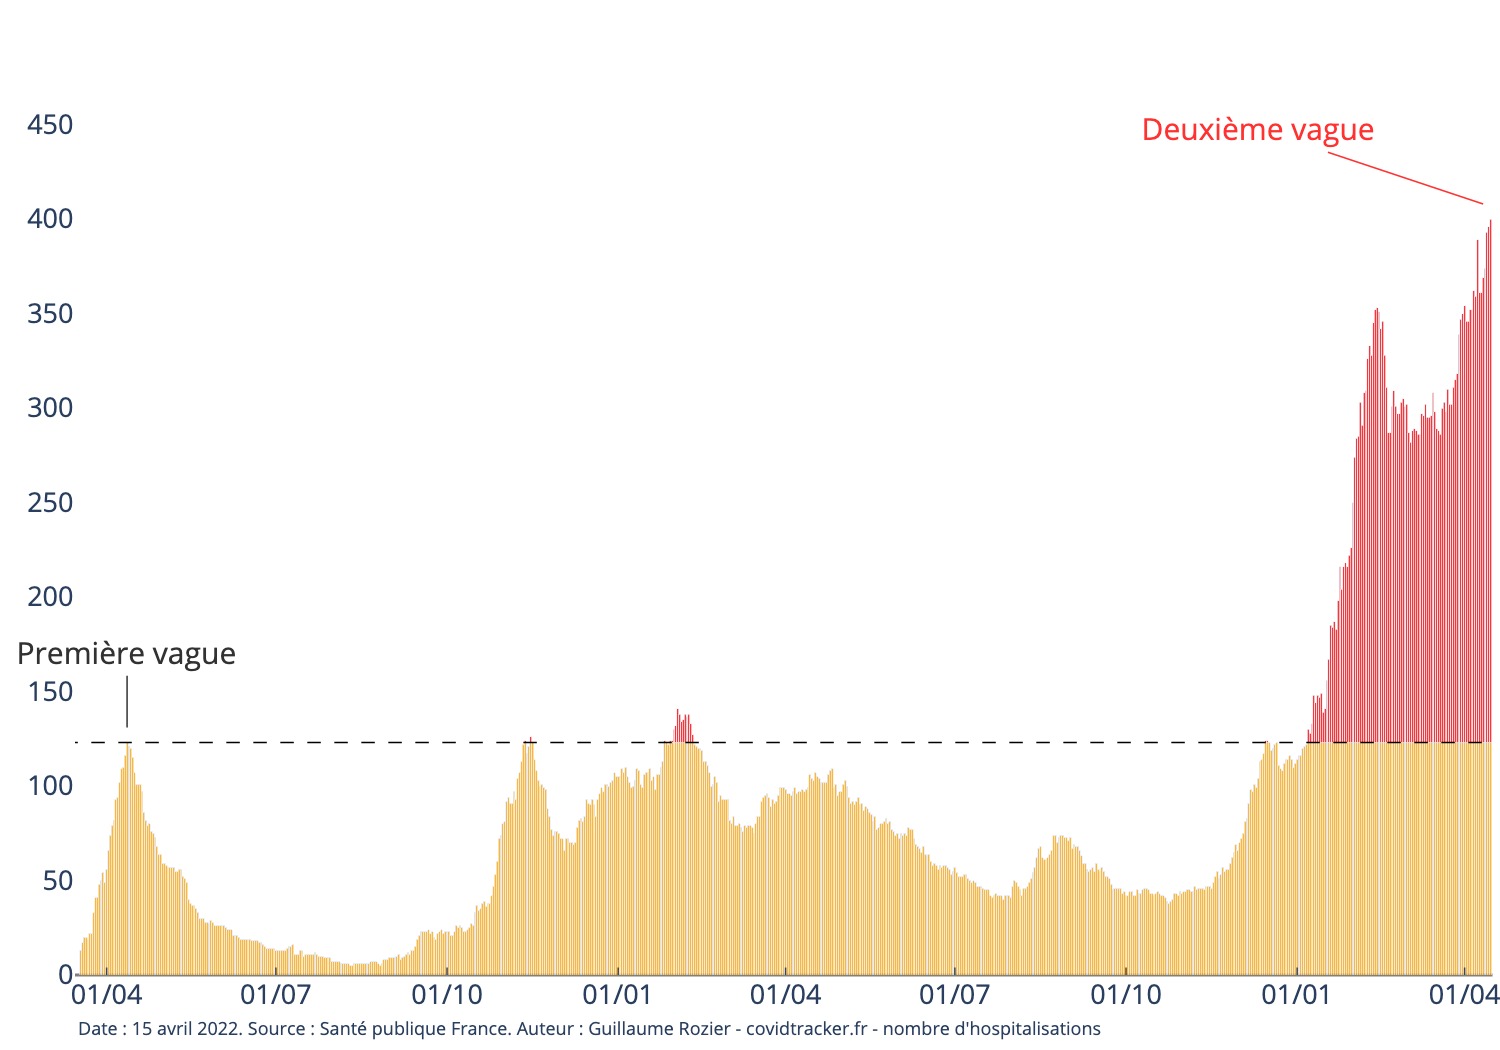 450
Deuxième vague
400
350
300
250
200
Première vague
150
100
50
0
01/04 01/07 01/10 01/01 01/04 01/07 01/10 01/01 01/04
Date : 15 avril 2022. Source : Santé publique France. Auteur : Guillaume Rozier - covidtracker.fr - nombre d'hospitalisations